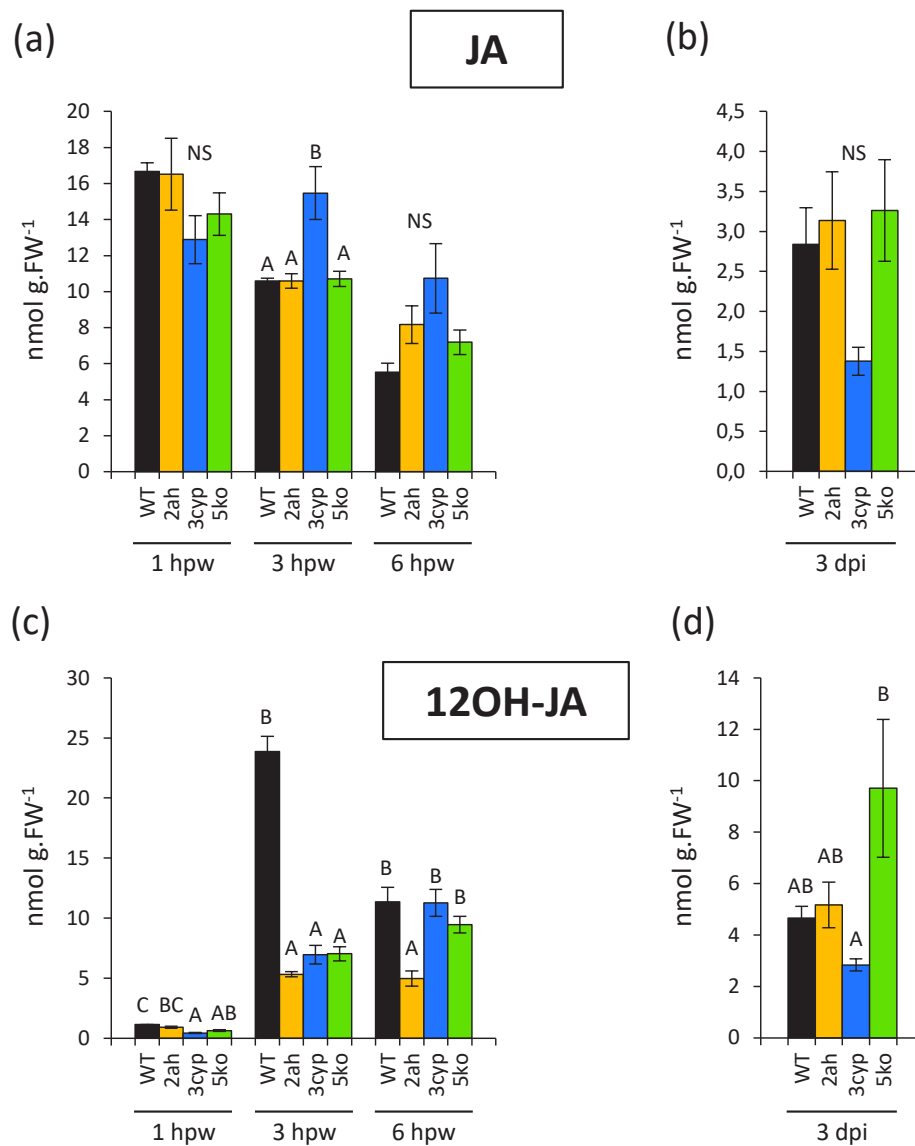 (a)
JA
(b)
nmol g.FW-1
20
18
16
14
12
10
8
6
4
2
0
NS
A A B A
NS
WT 2ah 3cyp 5ko
WT 2ah 3cyp 5ko
WT 2ah 3cyp 5ko
1 hpw 3 hpw 6 hpw
nmol g.FW-1
4,5
4,0
3,5
3,0
2,5
2,0
1,5
1,0
0,5
0,0
NS
WT 2ah 3cyp 5ko
3 dpi
(c)
12OH-JA
(d)
nmol g.FW-1
30
25
20
15
10
5
0
C BC A AB
B A A A
B A B B
WT 2ah 3cyp 5ko
WT 2ah 3cyp 5ko
WT 2ah 3cyp 5ko
1 hpw 3 hpw 6 hpw
nmol g.FW-1
14
12
10
8
6
4
2
0
AB AB A B
WT 2ah 3cyp 5ko
3 dpi